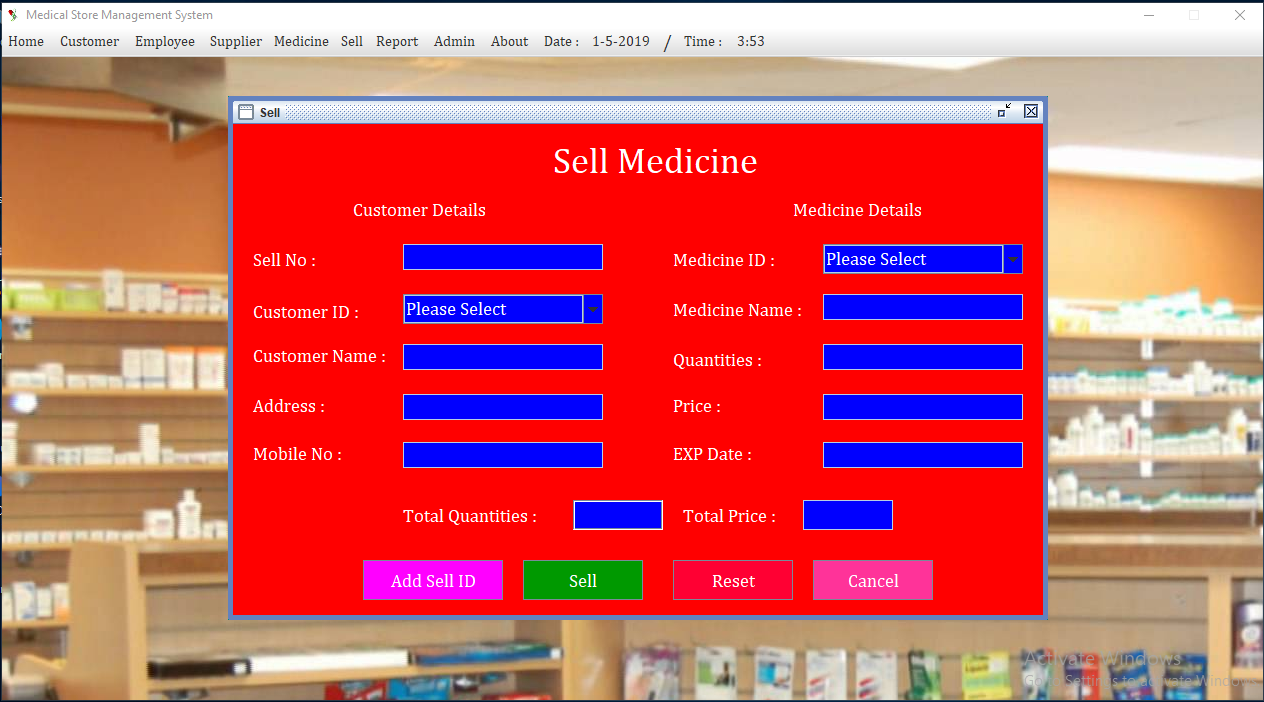 Medical Store Management System
Home Customer Employee Supplier Medicine Sell Report Admin About Date : 1-5-2019 / Time : 3:53
Sell
Sell Medicine
Customer Details
Medicine Details
Sell No :
Medicine ID : Please Select
Customer ID : Please Select
Medicine Name :
Customer Name :
Quantities :
Address :
Price :
Mobile No :
EXP Date :
Total Quantities :
Total Price :
Add Sell ID
Sell
Reset
Cancel
Activate Windows
Go to Settings to activate Windows.